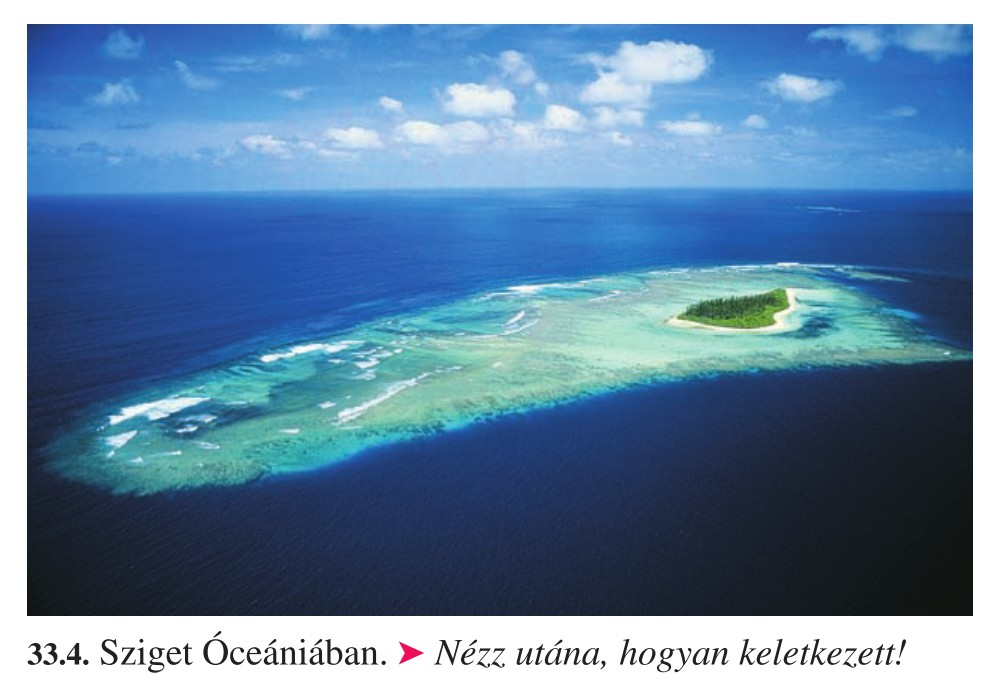 33.4. Sziget Óceániában. ➤ Nézz utána, hogyan keletkezett!